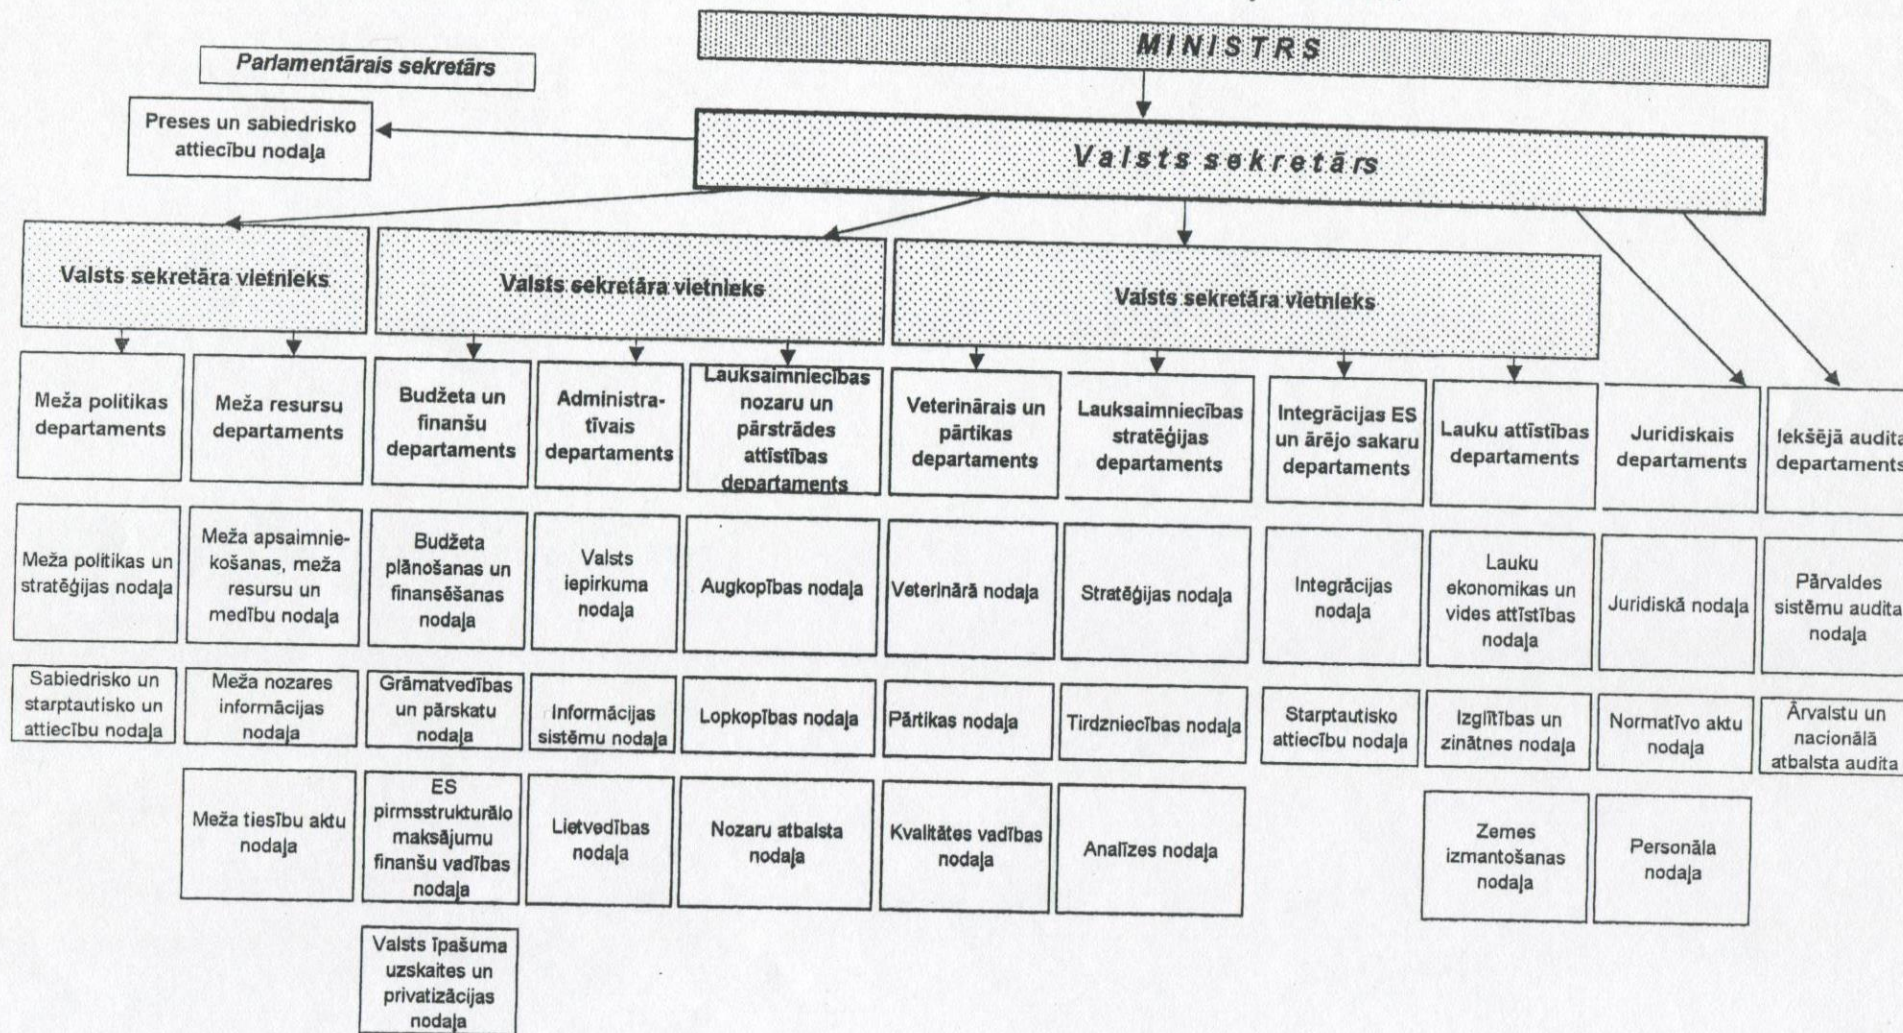 MINISTRS
Parlamentārais sekretārs
Preses un sabiedrisko
attiecību nodaļa
Valsts sekretārs
Valsts sekretāra vietnieks
Valsts sekretāra vietnieks
Valsts sekretāra vietnieks
Meža politikas
departaments
Meža resursu
departaments
Budžeta un
finanšu
departaments
Administra-
tīvais
departaments
Lauksaimniecības
nozaru un
pārstrādes
attīstības
departaments
Veterinārais un
pārtikas
departaments
Lauksaimniecības
stratēģijas
departaments
Integrācijas ES
un ārējo sakaru
departaments
Lauku attīstības
departaments
Juridiskais
departaments
Iekšējā audita
departaments
Meža politikas un
stratēģijas nodaļa
Meža apsaimnie-
košanas, meža
resursu un
medību nodaļa
Budžeta
plānošanas un
finansēšanas
nodaļa
Valsts
iepirkuma
nodaļa
Augkopības nodaļa
Veterinārā nodaļa
Stratēģijas nodaļa
Integrācijas
nodaļa
Lauku
ekonomikas un
vides attīstības
nodaļa
Juridiskā nodaļa
Pārvaldes
sistēmu audita
nodaļa
Sabiedrisko un
starptautisko un
attiecību nodaļa
Meža nozares
informācijas
nodaļa
Grāmatvedības
un pārskatu
nodaļa
Informācijas
sistēmu nodaļa
Lopkopības nodaļa
Pārtikas nodaļa
Tirdzniecības nodaļa
Starptautisko
attiecību nodaļa
Izglītības un
zinātnes nodaļa
Normatīvo aktu
nodaļa
Ārvalstu un
nacionālā
atbalsta audita
Meža tiesību aktu
nodaļa
ES
pirmsstrukturālo
maksājumu
finanšu vadības
nodaļa
Lietvedības
nodaļa
Nozaru atbalsta
nodaļa
Kvalitātes vadības
nodaļa
Analīzes nodaļa
Zemes
izmantošanas
nodaļa
Personāla
nodaļa
Valsts īpašuma
uzskaites un
privatizācijas
nodaļa